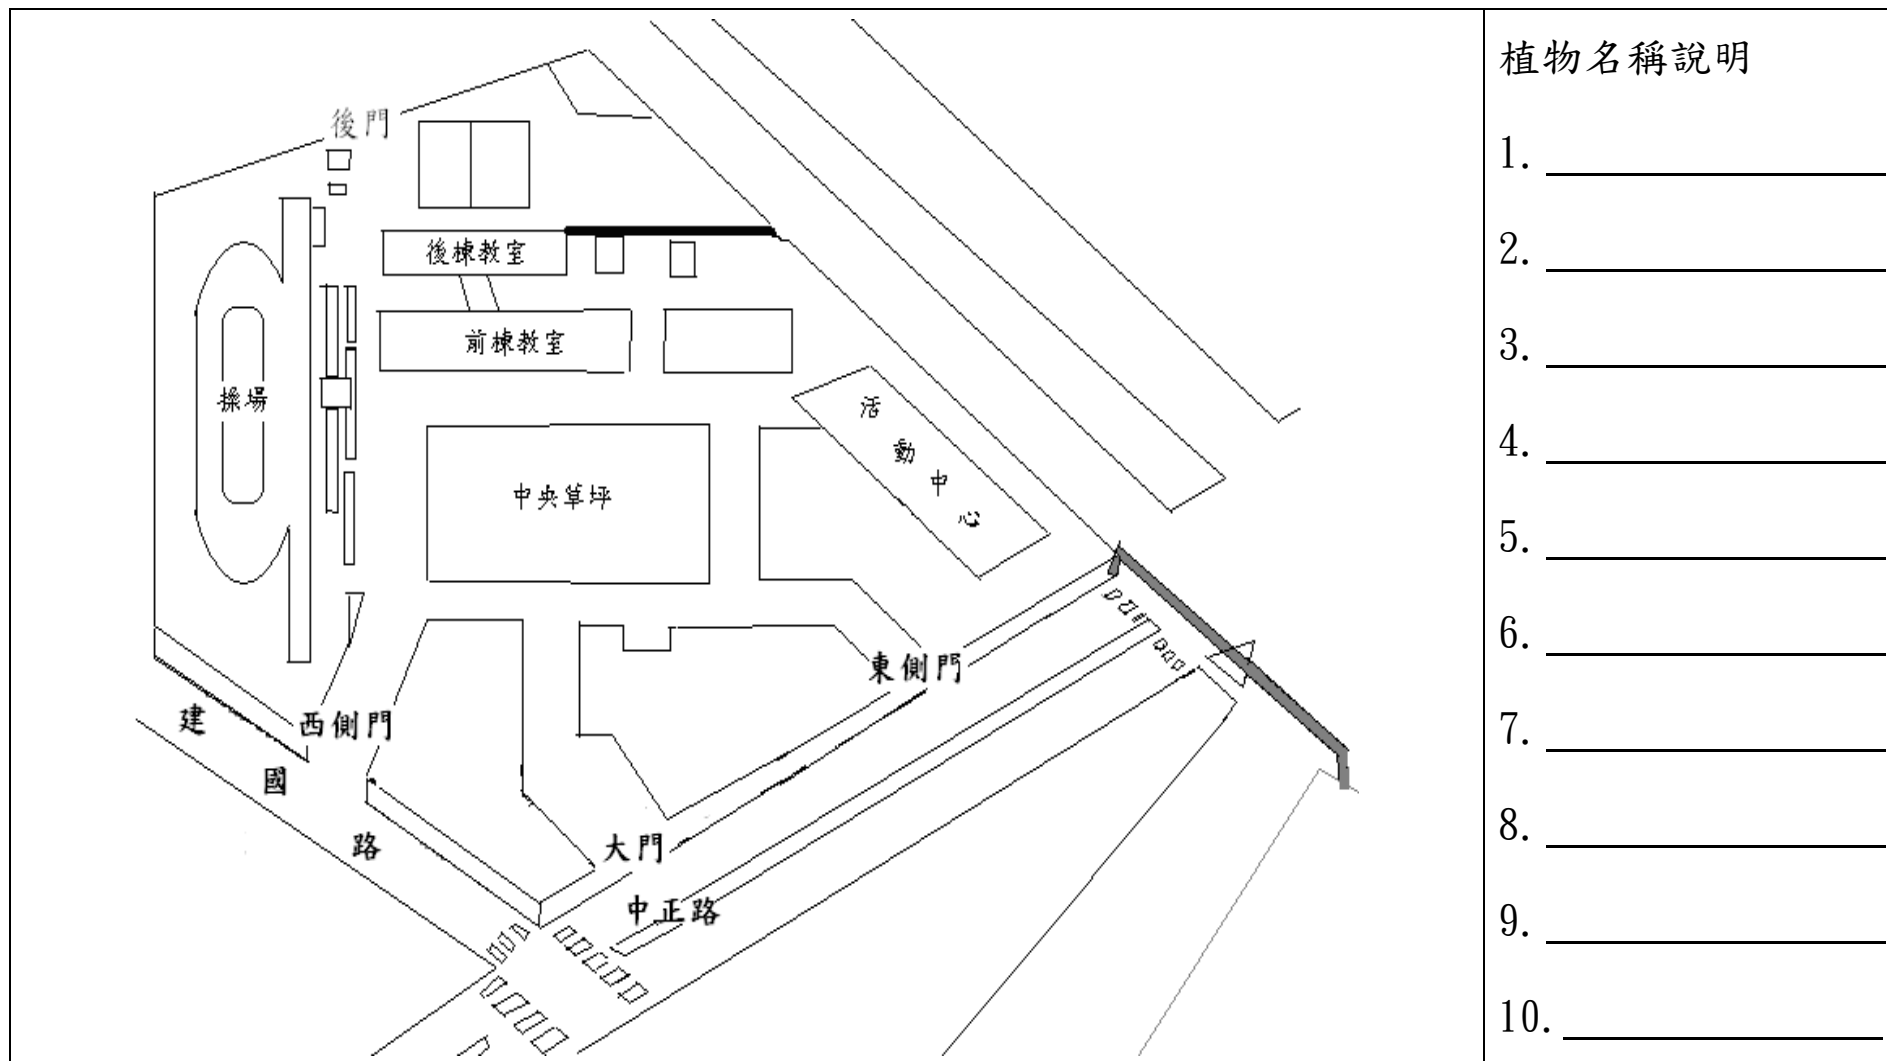 後門
後棟教室
前棟教室
操場
活動中心
中央草坪
東側門
西側門
建國路
大門
中正路
植物名稱說明
1.
2.
3.
4.
5.
6.
7.
8.
9.
10.